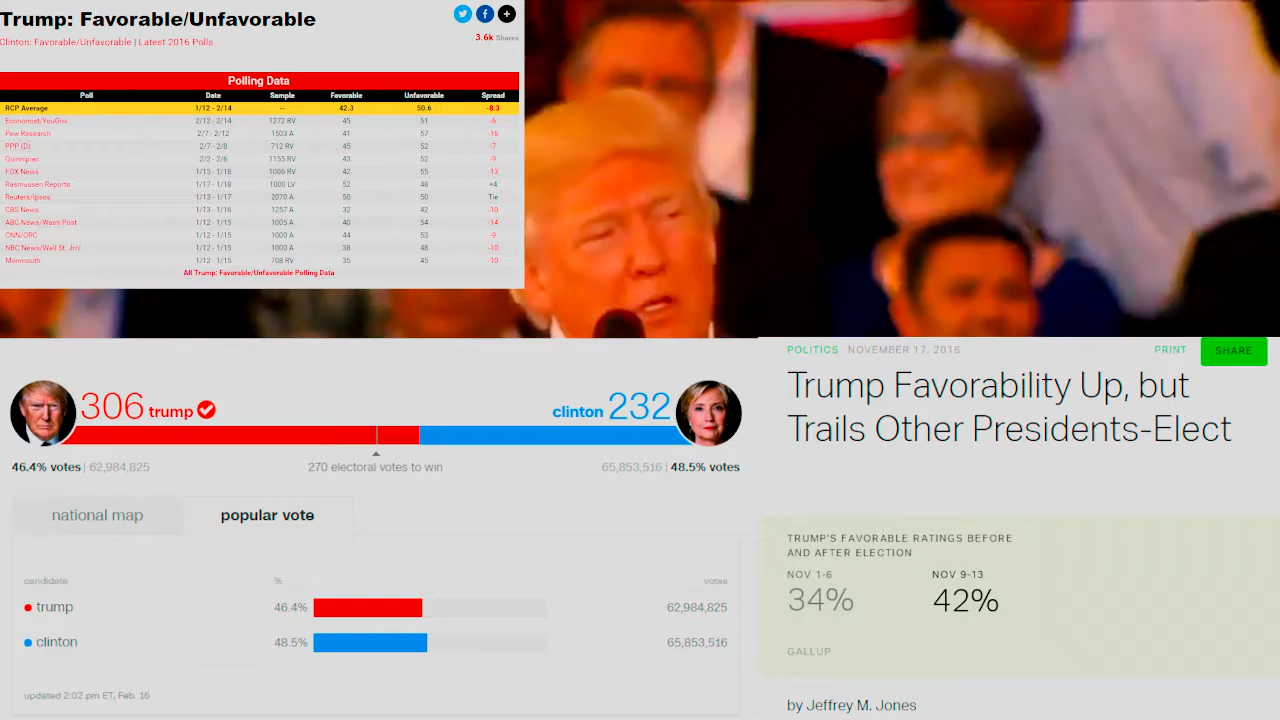 Trump: Favorable/Unfavorable
Clinton: Favorable/Unfavorable | Latest 2016 Polls
3.6k Shares
Polling Data
Poll Date Sample Favorable Unfavorable Spread
RCP Average 1/12 - 2/14 -- 42.3 50.6 -8.3
Economist/YouGov 2/12 - 2/14 1272 RV 45 51 -6
Pew Research 2/7 - 2/12 1503 A 41 57 -16
PPP (D) 2/7 - 2/8 712 RV 45 52 -7
Quinnipiac 2/2 - 2/6 1155 RV 43 52 -9
FOX News 1/15 - 1/18 1006 RV 42 55 -13
Rasmussen Reports 1/17 - 1/18 1000 LV 52 48 +4
Reuters/Ipsos 1/13 - 1/17 2070 A 50 50 Tie
CBS News 1/13 - 1/16 1257 A 32 42 -10
ABC News/Wash Post 1/12 - 1/15 1005 A 40 54 -14
CNN/ORC 1/12 - 1/15 1000 A 44 53 -9
NBC News/Wall St. Jrnl 1/12 - 1/15 1000 A 38 48 -10
Monmouth 1/12 - 1/15 708 RV 35 45 -10
All Trump: Favorable/Unfavorable Polling Data
306 trump
clinton 232
46.4% votes | 62,984,825
270 electoral votes to win
65,853,516 | 48.5% votes
national map
popular vote
candidate % votes
trump 46.4% 62,984,825
clinton 48.5% 65,853,516
updated 2:02 pm ET, Feb. 16
POLITICS NOVEMBER 17, 2016
PRINT
SHARE
Trump Favorability Up, but
Trails Other Presidents-Elect
TRUMP'S FAVORABLE RATINGS BEFORE
AND AFTER ELECTION
NOV 1-6 NOV 9-13
34% 42%
GALLUP
by Jeffrey M. Jones